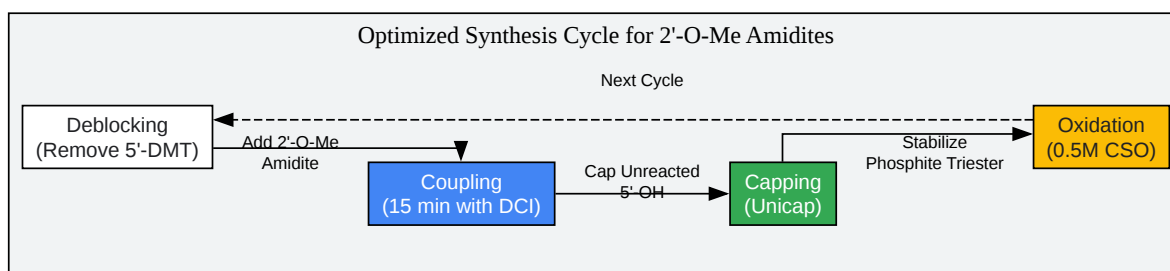 Optimized Synthesis Cycle for 2'-O-Me Amidites
Next Cycle
Deblocking
(Remove 5'-DMT)
Add 2'-O-Me
Amidite
Coupling
(15 min with DCI)
Cap Unreacted
5'-OH
Capping
(Unicap)
Stabilize
Phosphite Triester
Oxidation
(0.5M CSO)